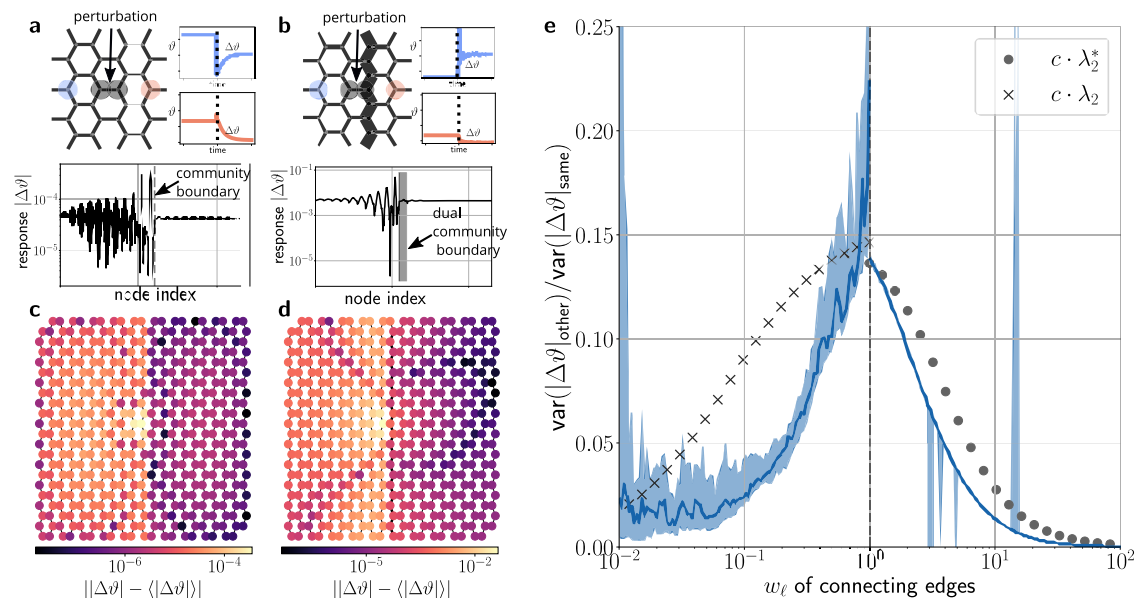 a
perturbation
ϑ
Δϑ
time
ϑ
Δϑ
time
response |Δϑ|
10⁻⁴
10⁻⁵
community
boundary
node index
b
perturbation
ϑ
Δϑ
ϑ
Δϑ
time
response |Δϑ|
10⁻¹
10⁻³
10⁻⁵
dual
community
boundary
node index
c
10⁻⁶
10⁻⁴
||Δϑ| − ⟨|Δϑ|⟩|
d
10⁻⁵
10⁻²
||Δϑ| − ⟨|Δϑ|⟩|
e
var(|Δϑ|other)/var(|Δϑ|same)
0.25
0.20
0.15
0.10
0.05
0.00
10⁻²
10⁻¹
10⁰
10¹
10²
wℓ of connecting edges
c · λ₂*
c · λ₂